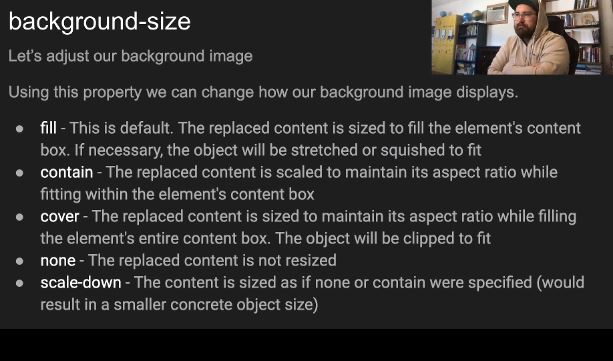 background-size
Let's adjust our background image
Using this property we can change how our background image displays.
● fill - This is default. The replaced content is sized to fill the element's content
box. If necessary, the object will be stretched or squished to fit
● contain - The replaced content is scaled to maintain its aspect ratio while
fitting within the element's content box
● cover - The replaced content is sized to maintain its aspect ratio while filling
the element's entire content box. The object will be clipped to fit
● none - The replaced content is not resized
● scale-down - The content is sized as if none or contain were specified (would
result in a smaller concrete object size)